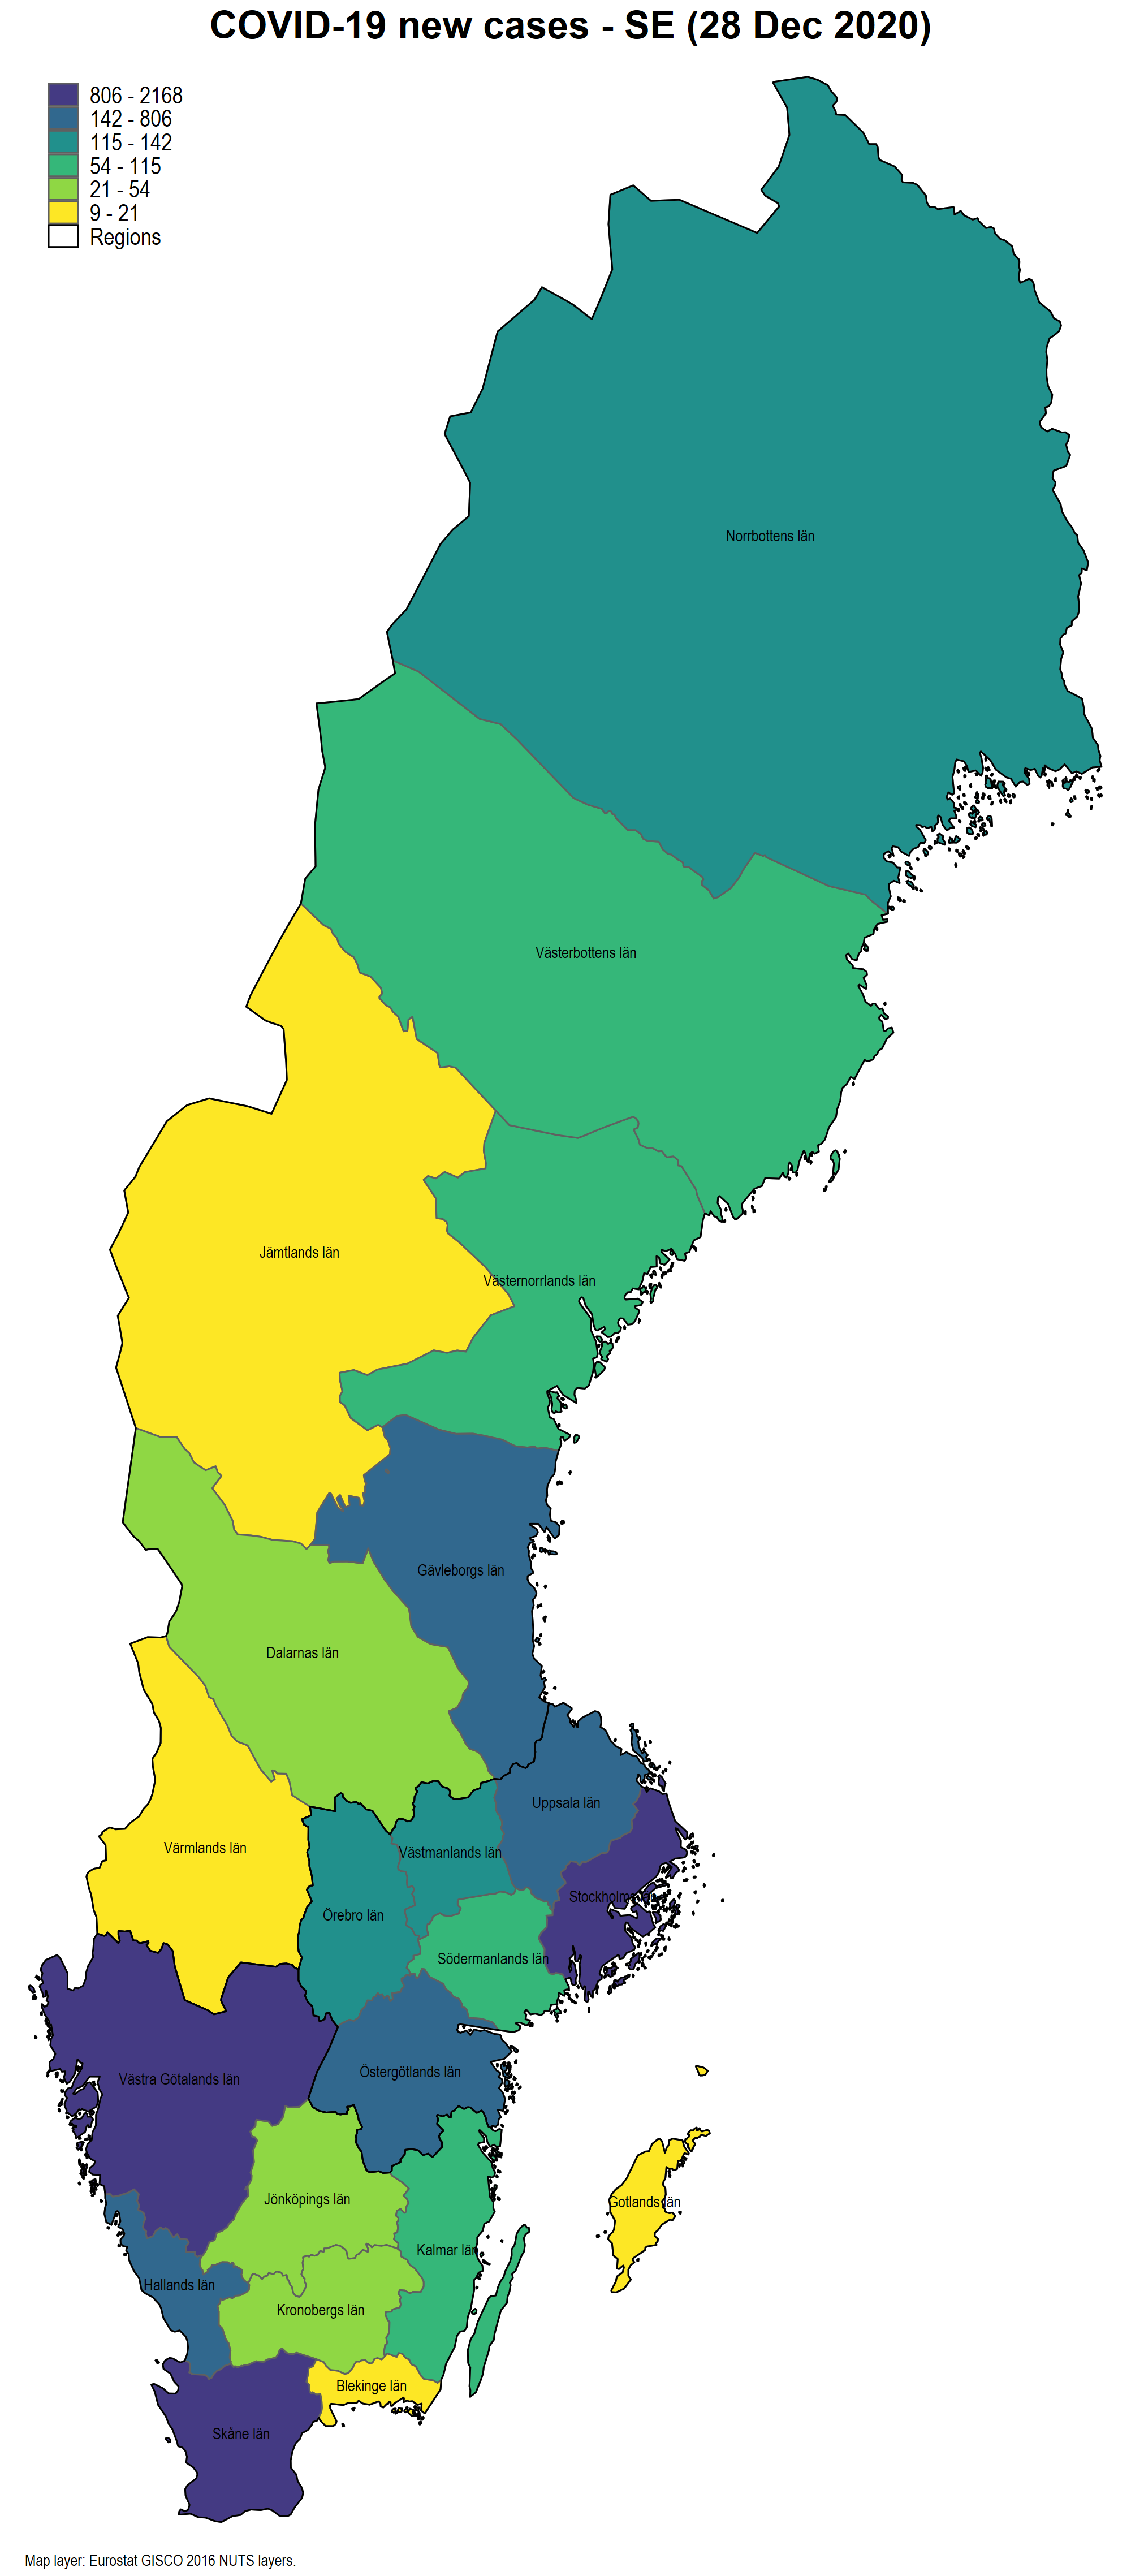 COVID-19 new cases - SE (28 Dec 2020)
806 - 2168
142 - 806
115 - 142
54 - 115
21 - 54
9 - 21
Regions
Norrbottens län
Västerbottens län
Jämtlands län
Västernorrlands län
Gävleborgs län
Dalarnas län
Uppsala län
Värmlands län
Västmanlands län
Stockholms län
Örebro län
Södermanlands län
Östergötlands län
Västra Götalands län
Jönköpings län
Gotlands län
Kalmar län
Hallands län
Kronobergs län
Blekinge län
Skåne län
Map layer: Eurostat GISCO 2016 NUTS layers.